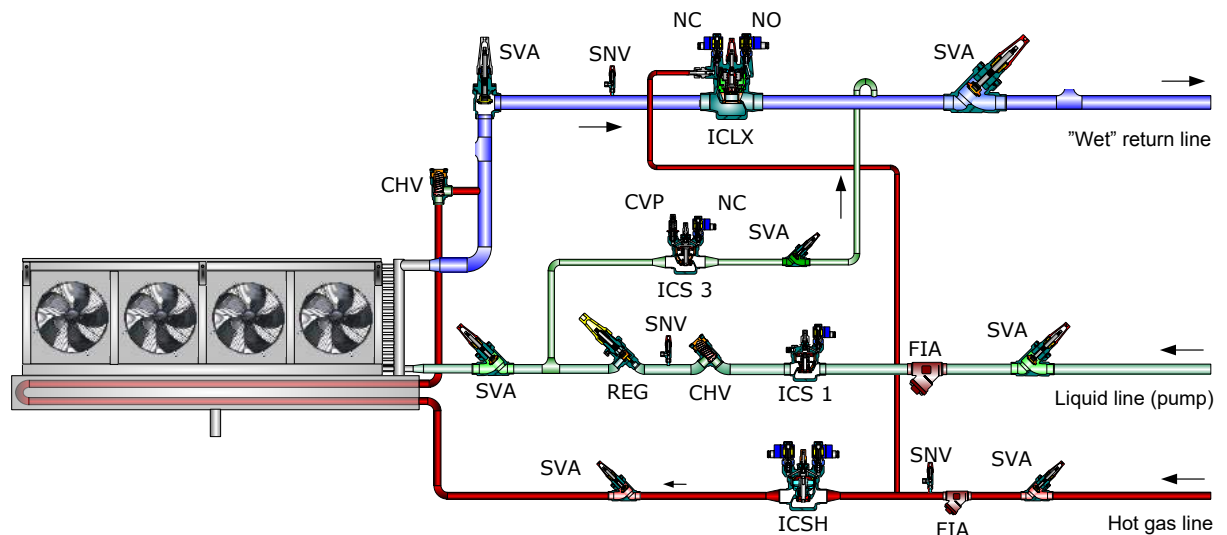 NC NO
SVA SNV SVA
ICLX
”Wet” return line
CHV
CVP NC
SVA
ICS 3
SNV SVA
FIA
SVA REG CHV ICS 1
Liquid line (pump)
SVA SNV SVA
ICSH FIA
Hot gas line